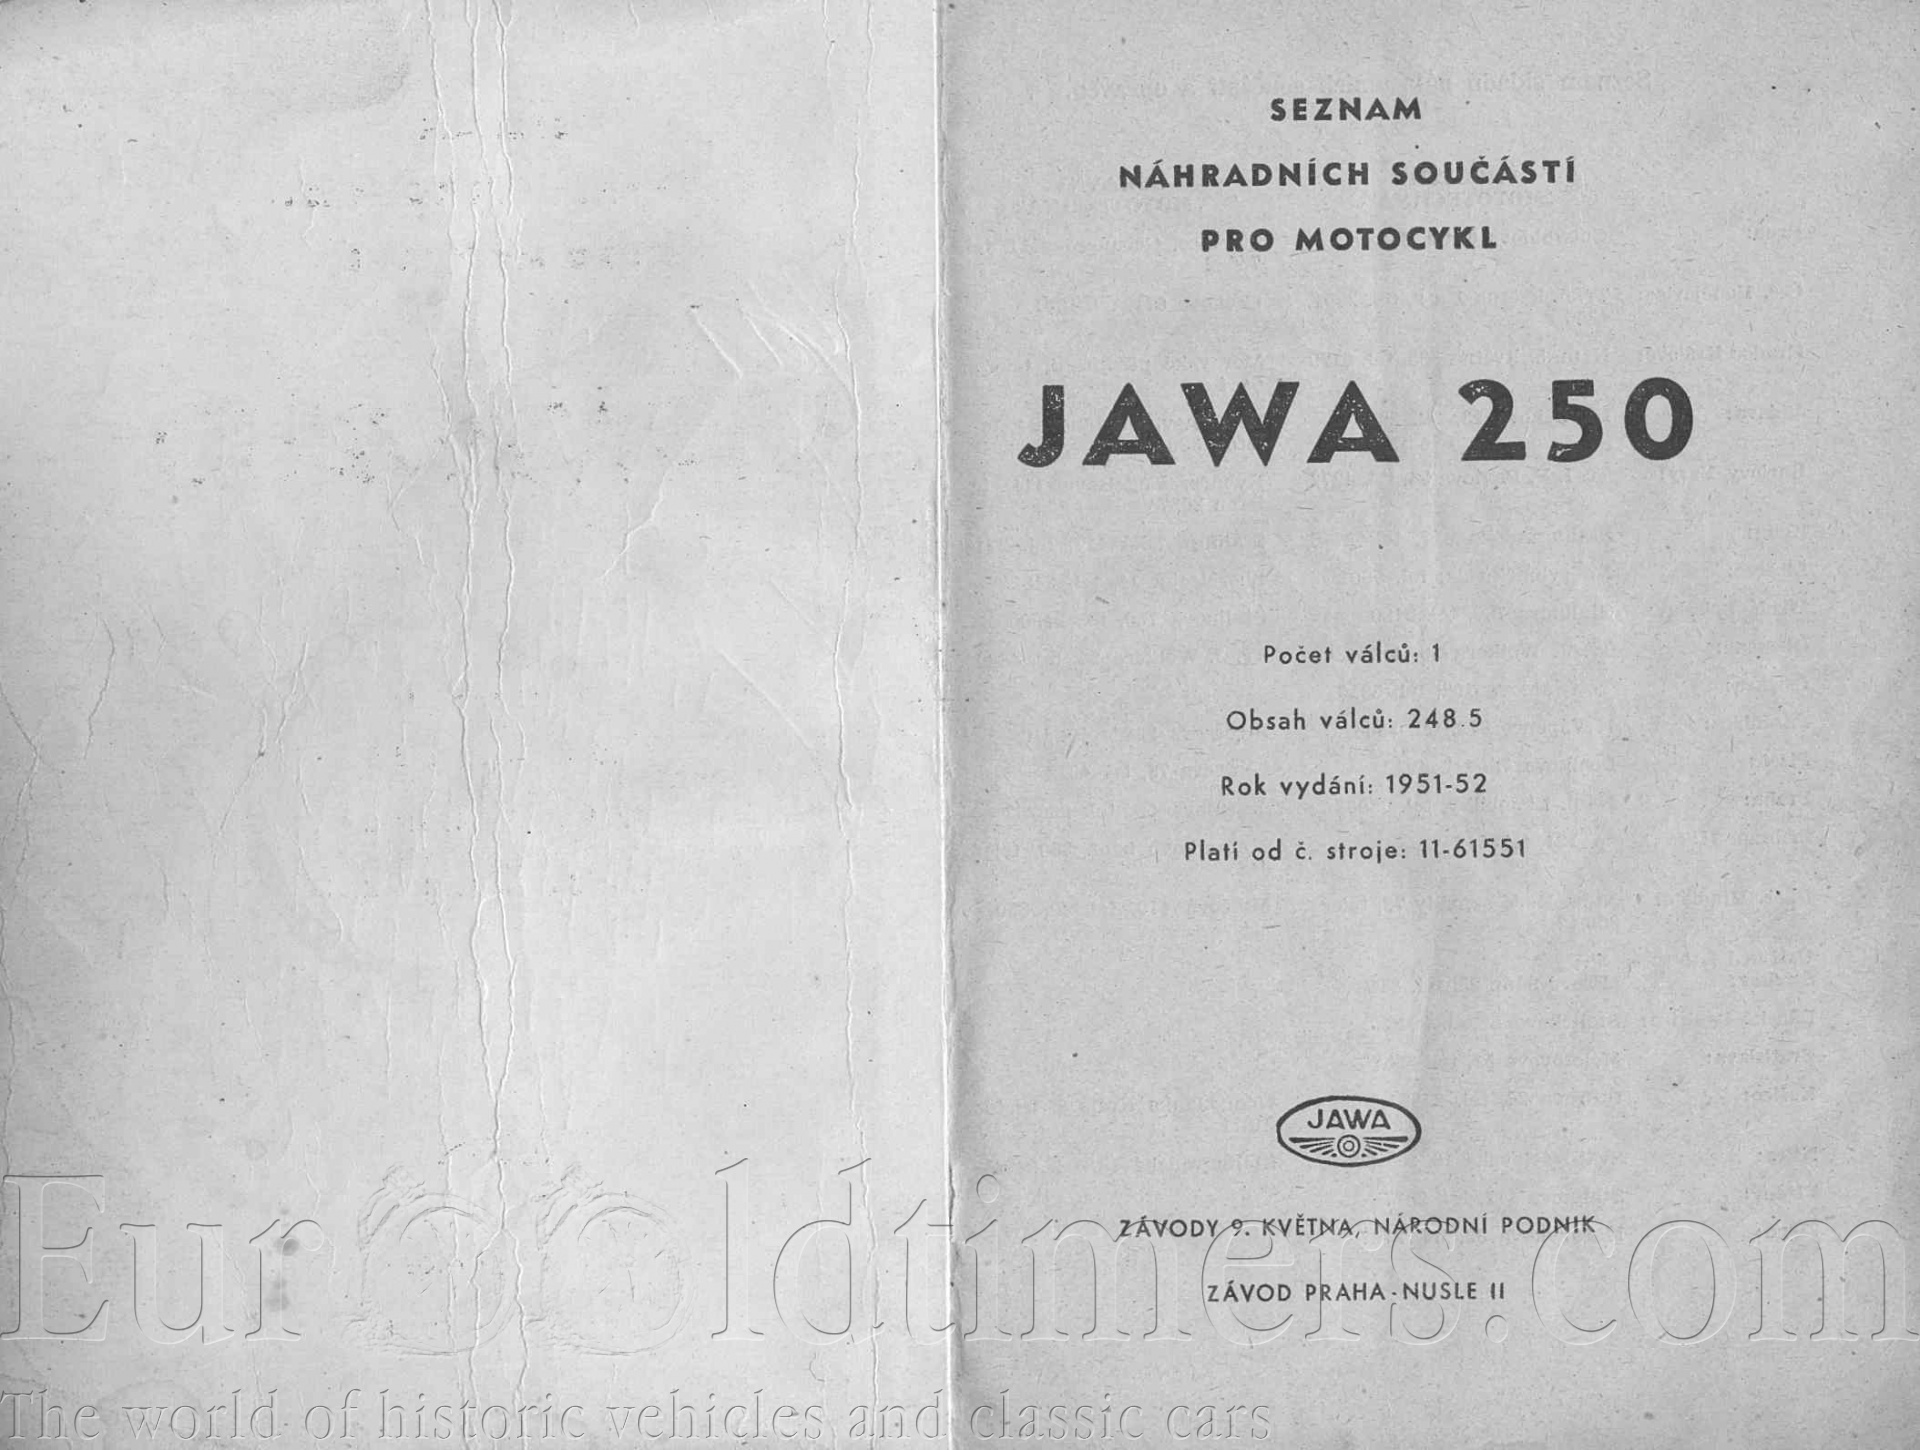 SEZNAM
NÁHRADNÍCH SOUČÁSTÍ
PRO MOTOCYKL
JAWA 250
Počet válců: 1
Obsah válců: 248.5
Rok vydání: 1951-52
Platí od č. stroje: 11-61551
JAWA
ZÁVODY 9. KVĚTNA, NÁRODNÍ PODNIK
ZÁVOD PRAHA-NUSLE II
EurOOldtimers.com
The world of historic vehicles and classic cars